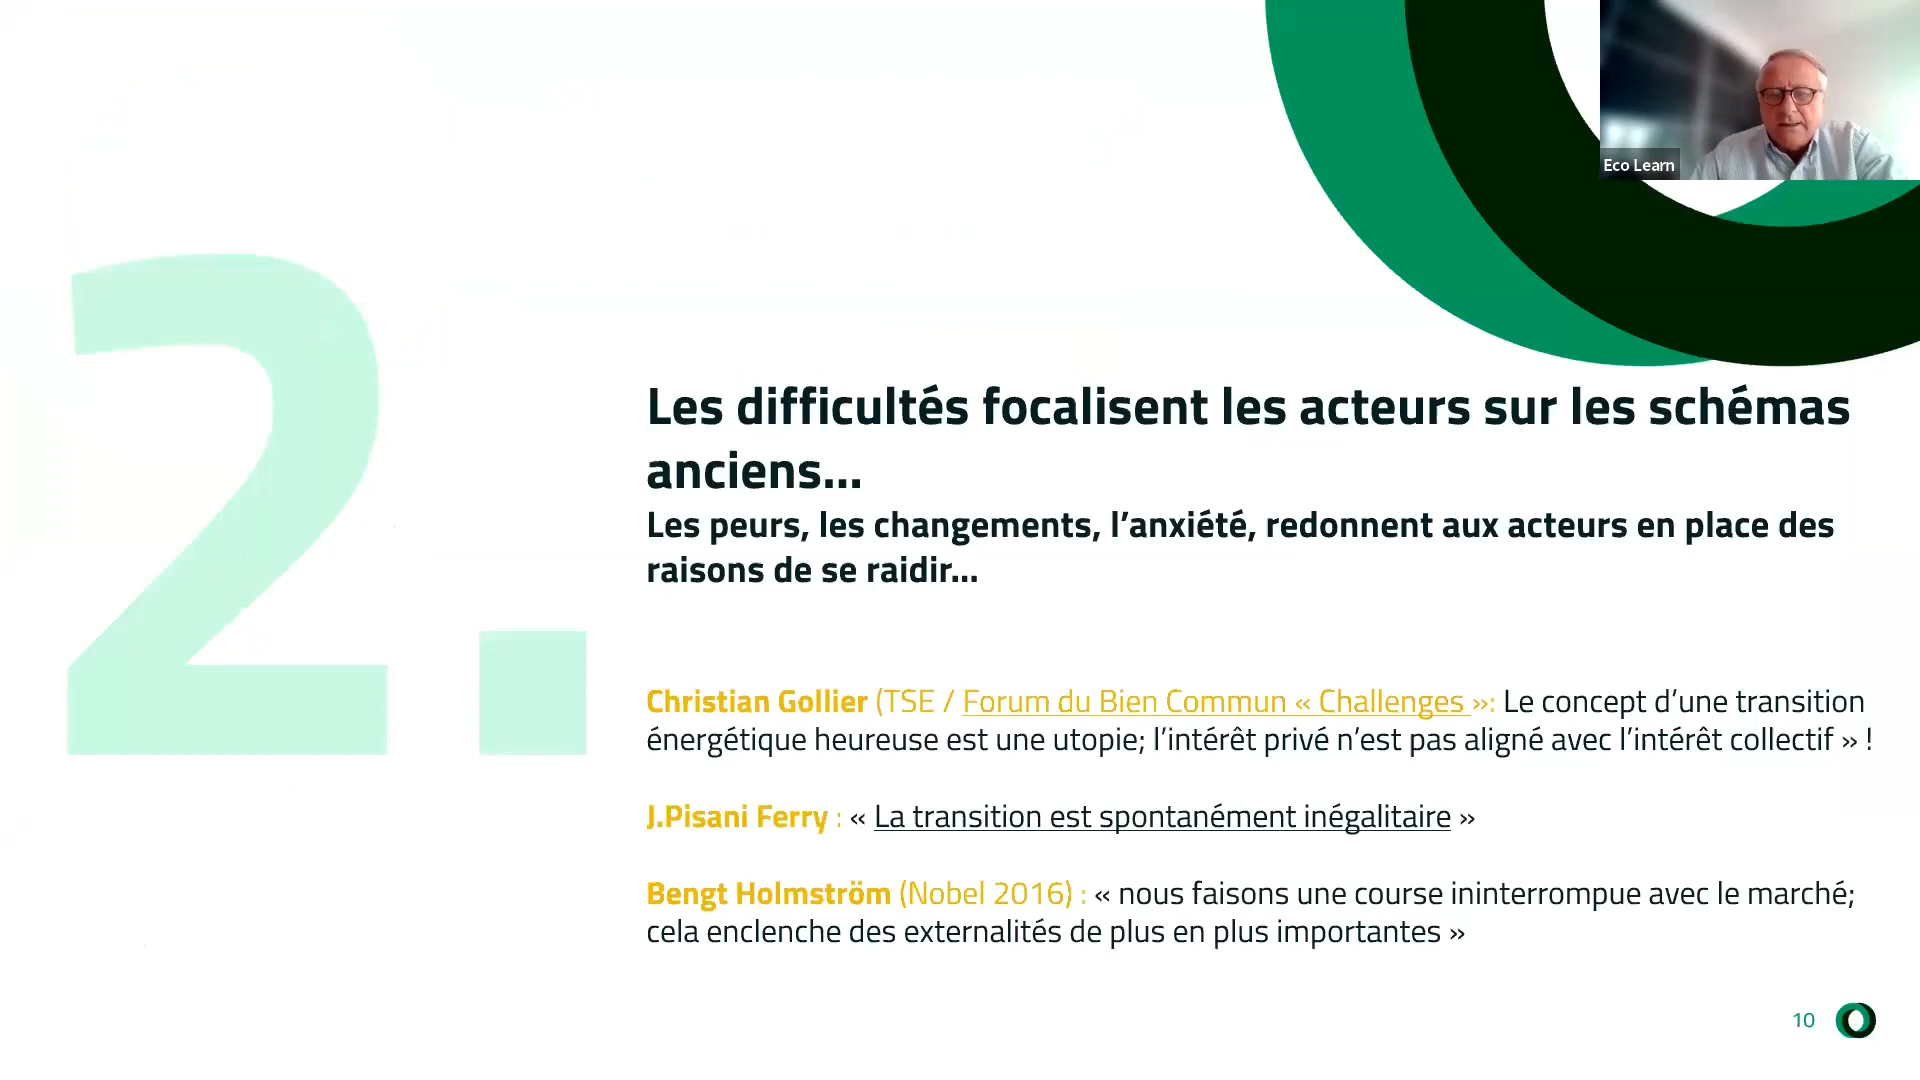 Eco Learn
2.
Les difficultés focalisent les acteurs sur les schémas
anciens...
Les peurs, les changements, l’anxiété, redonnent aux acteurs en place des
raisons de se raidir...
Christian Gollier (TSE / Forum du Bien Commun « Challenges »: Le concept d’une transition
énergétique heureuse est une utopie; l’intérêt privé n’est pas aligné avec l’intérêt collectif » !
J.Pisani Ferry : « La transition est spontanément inégalitaire »
Bengt Holmström (Nobel 2016) : « nous faisons une course ininterrompue avec le marché;
cela enclenche des externalités de plus en plus importantes »
10